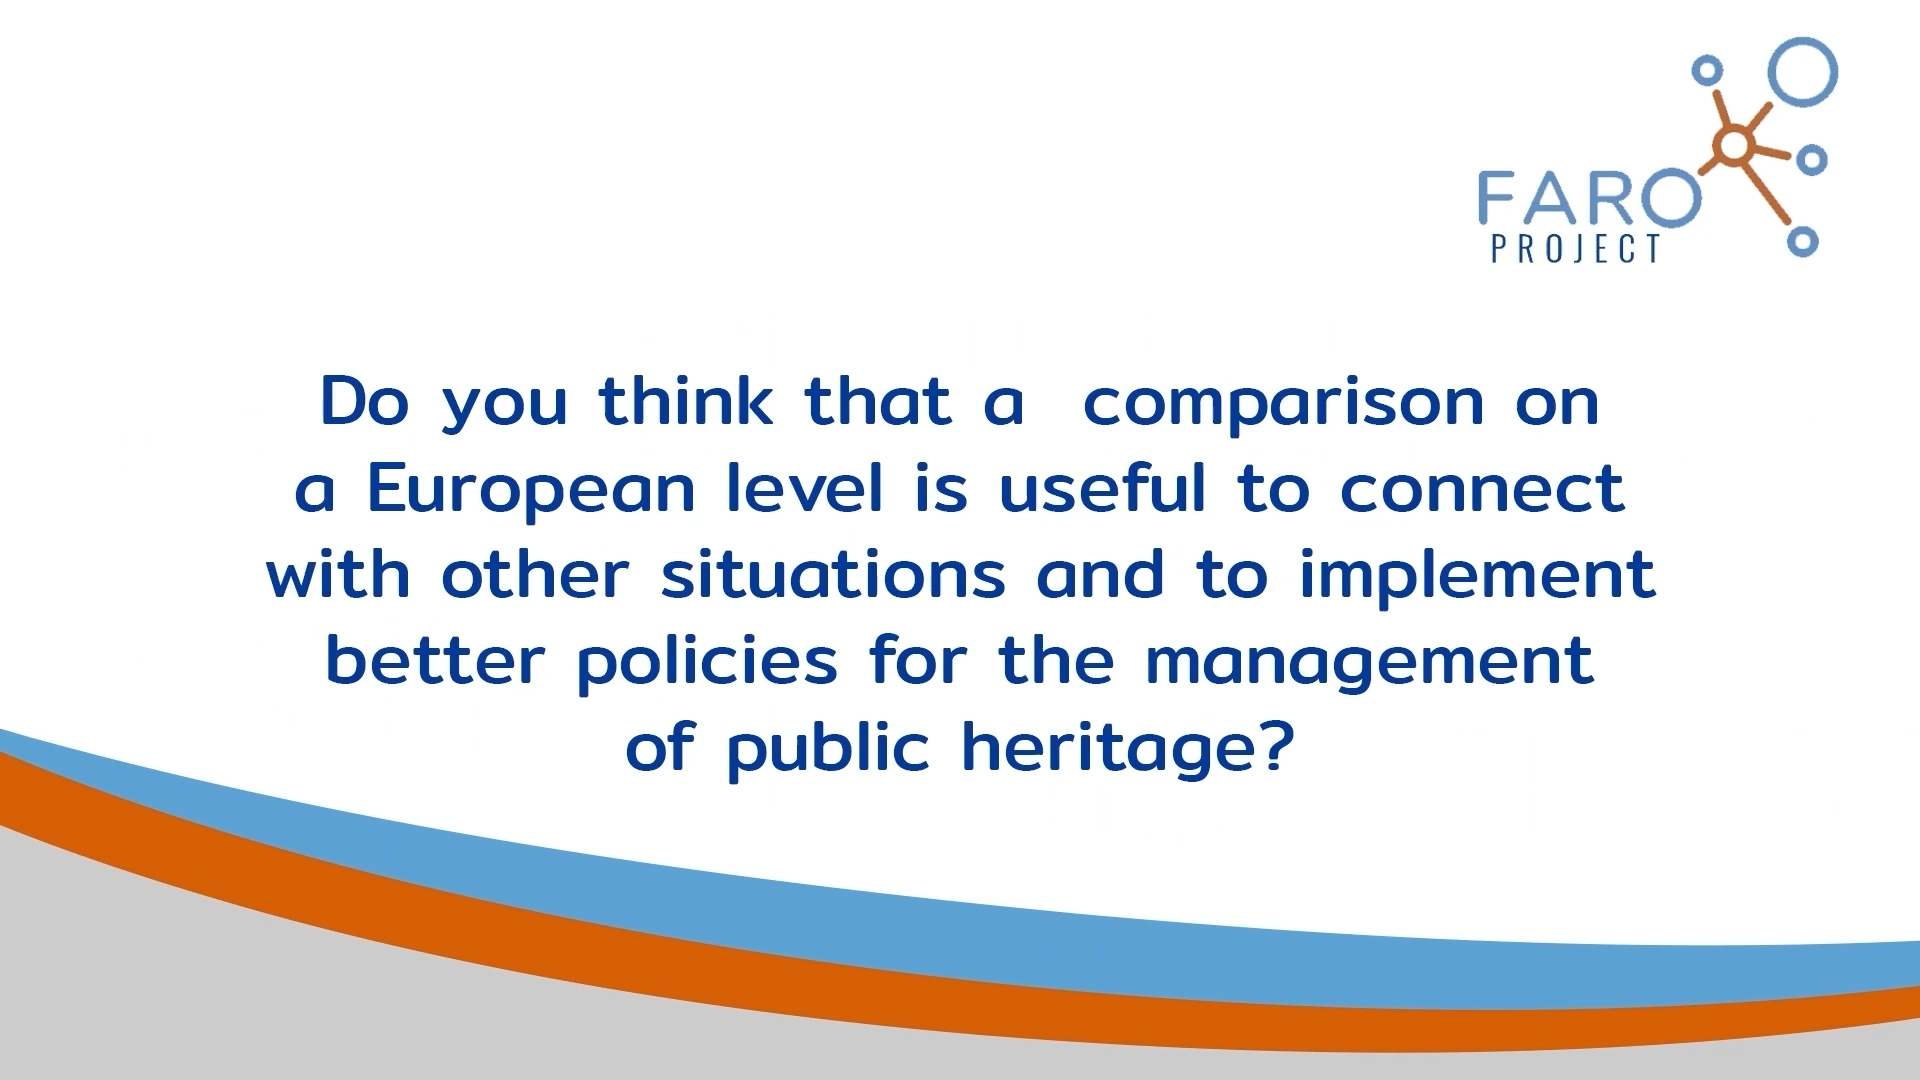 FARO
PROJECT
Do you think that a comparison on
a European level is useful to connect
with other situations and to implement
better policies for the management
of public heritage?